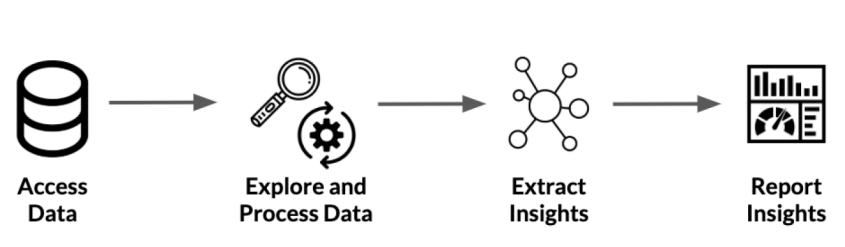 Access
Data
Explore and
Process Data
Extract
Insights
Report
Insights